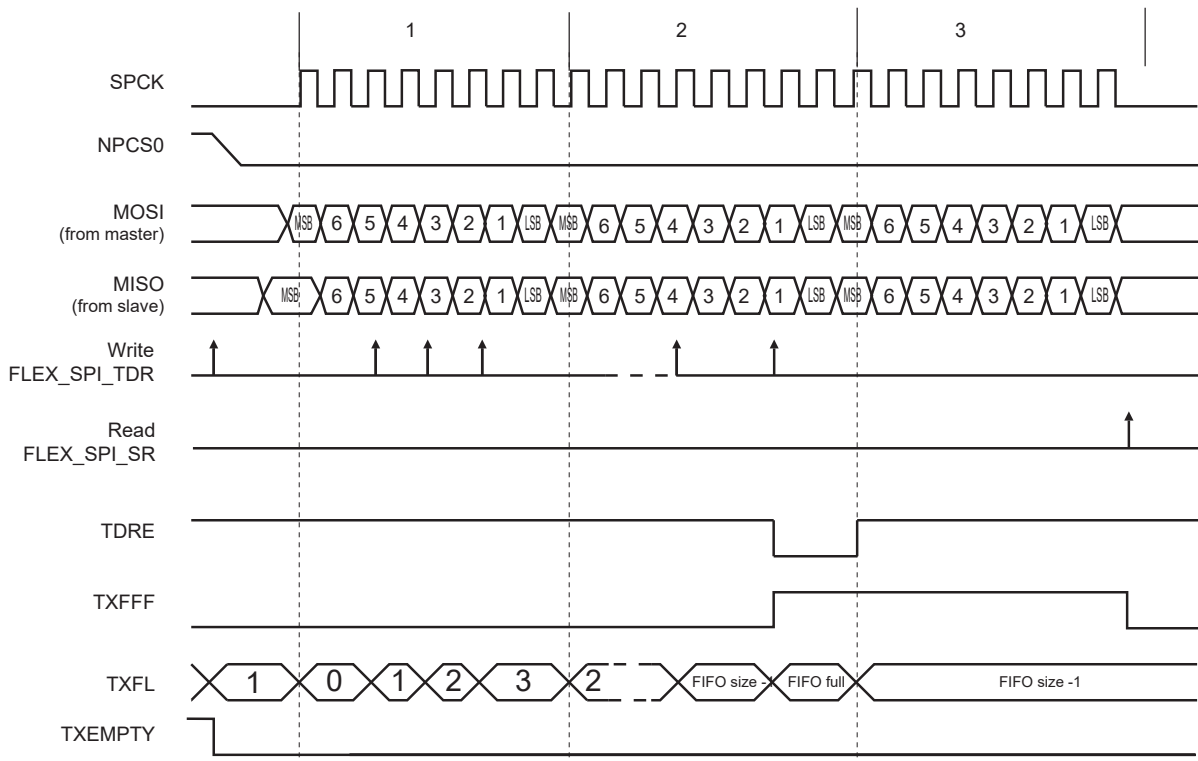 1 2 3
SPCK
NPCS0
MOSI
(from master)
MSB 6 5 4 3 2 1 LSB MSB 6 5 4 3 2 1 LSB MSB 6 5 4 3 2 1 LSB
MISO
(from slave)
MSB 6 5 4 3 2 1 LSB MSB 6 5 4 3 2 1 LSB MSB 6 5 4 3 2 1 LSB
Write
FLEX_SPI_TDR
Read
FLEX_SPI_SR
TDRE
TXFFF
TXFL 1 0 1 2 3 2 FIFO size -1 FIFO full FIFO size -1
TXEMPTY